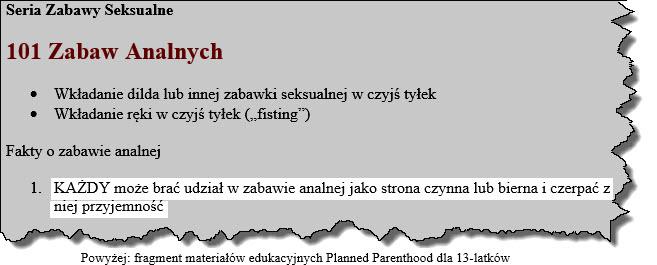 Seria Zabawy Seksualne
101 Zabaw Analnych
• Wkładanie dilda lub innej zabawki seksualnej w czyjś tyłek
• Wkładanie ręki w czyjś tyłek („fisting”)
Fakty o zabawie analnej
1. KAŻDY może brać udział w zabawie analnej jako strona czynna lub bierna i czerpać z
niej przyjemność
Powyżej: fragment materiałów edukacyjnych Planned Parenthood dla 13-latków